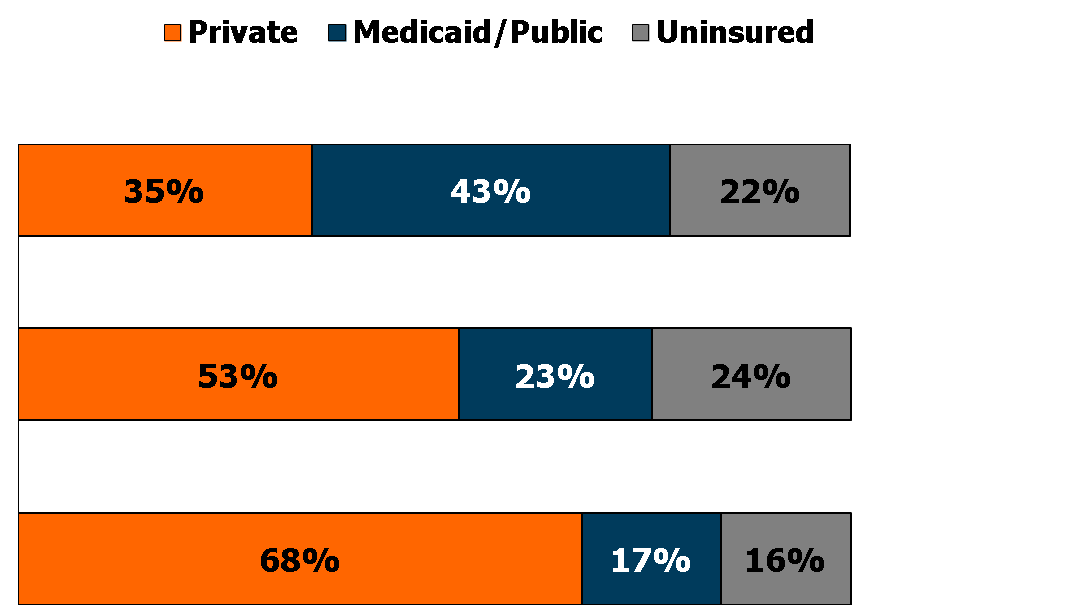 Private Medicaid/Public Uninsured
35% 43% 22%
53% 23% 24%
68% 17% 16%